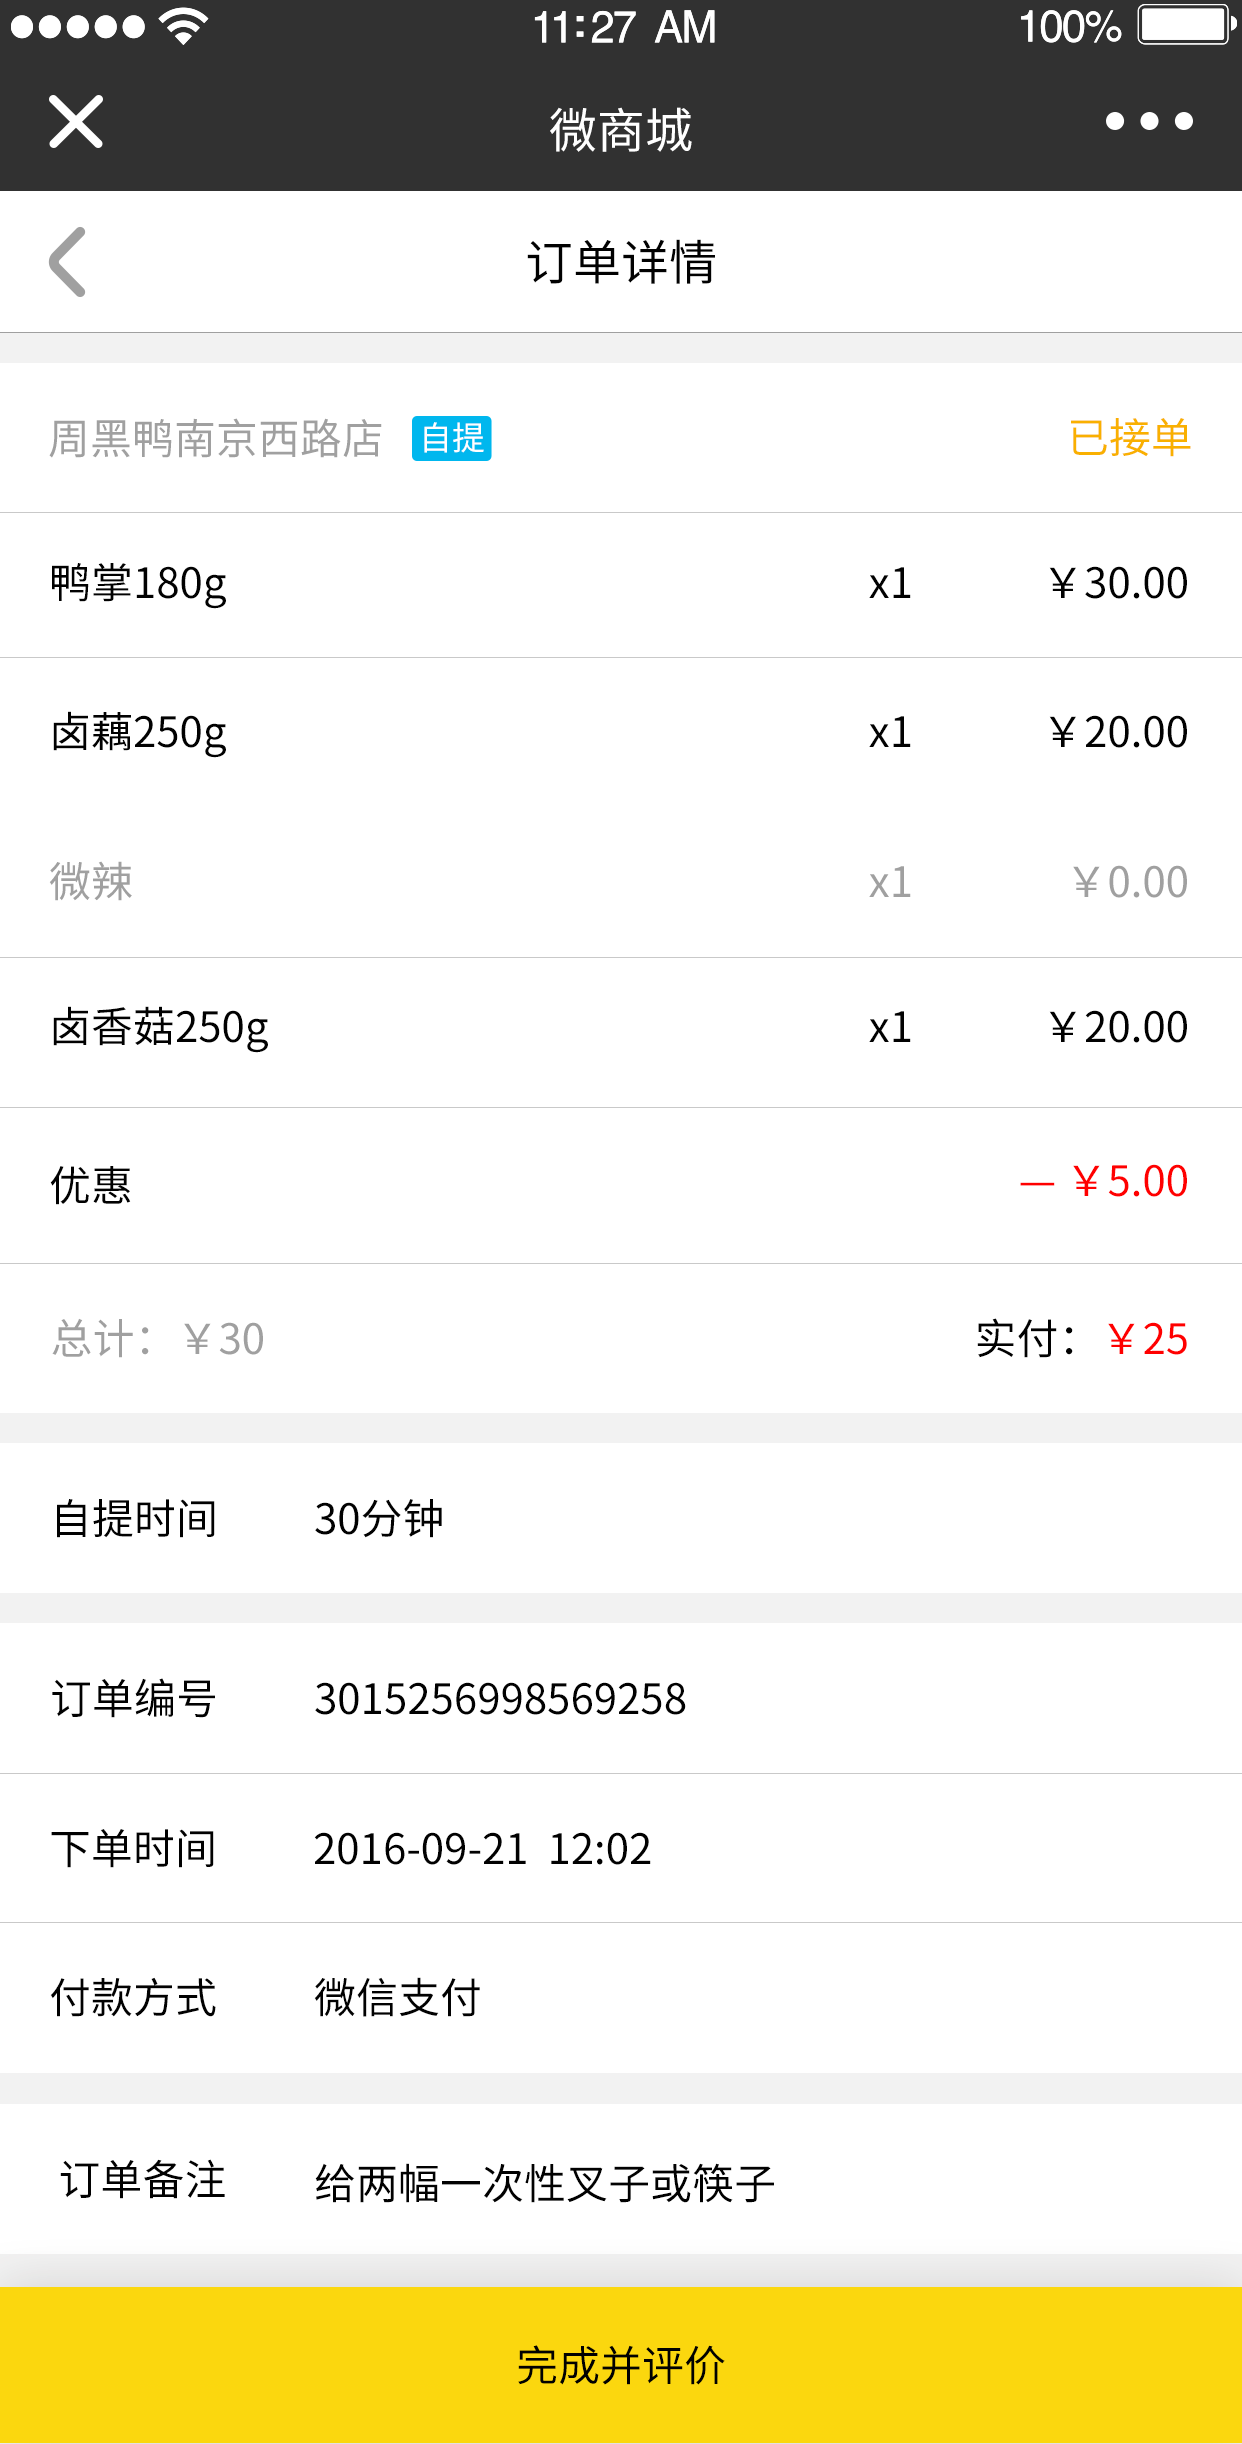 11:27 AM 100%
微商城
订单详情
周黑鸭南京西路店 自提 已接单
鸭掌180g x1 ￥30.00
卤藕250g x1 ￥20.00
微辣 x1 ￥0.00
卤香菇250g x1 ￥20.00
优惠 — ￥5.00
总计：￥30 实付：￥25
自提时间 30分钟
订单编号 3015256998569258
下单时间 2016-09-21 12:02
付款方式 微信支付
订单备注 给两幅一次性叉子或筷子
完成并评价